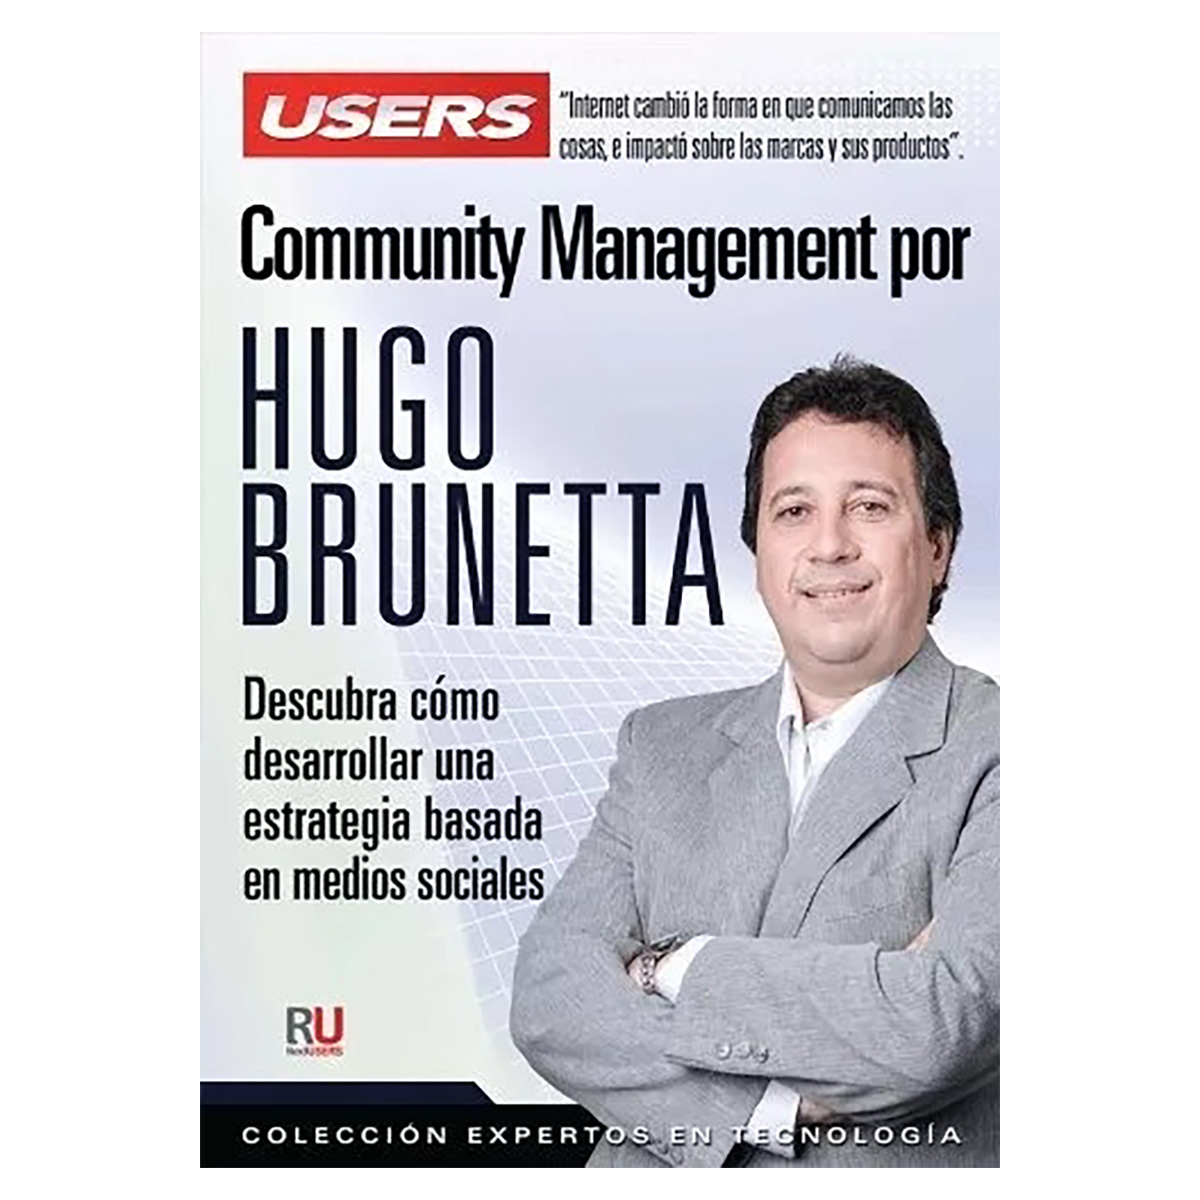 USERS
"Internet cambió la forma en que comunicamos las
cosas, e impactó sobre las marcas y sus productos".
Community Management por
HUGO
BRUNETTA
Descubra cómo
desarrollar una
estrategia basada
en medios sociales
RU
RedUSERS
COLECCIÓN EXPERTOS EN TECNOLOGÍA